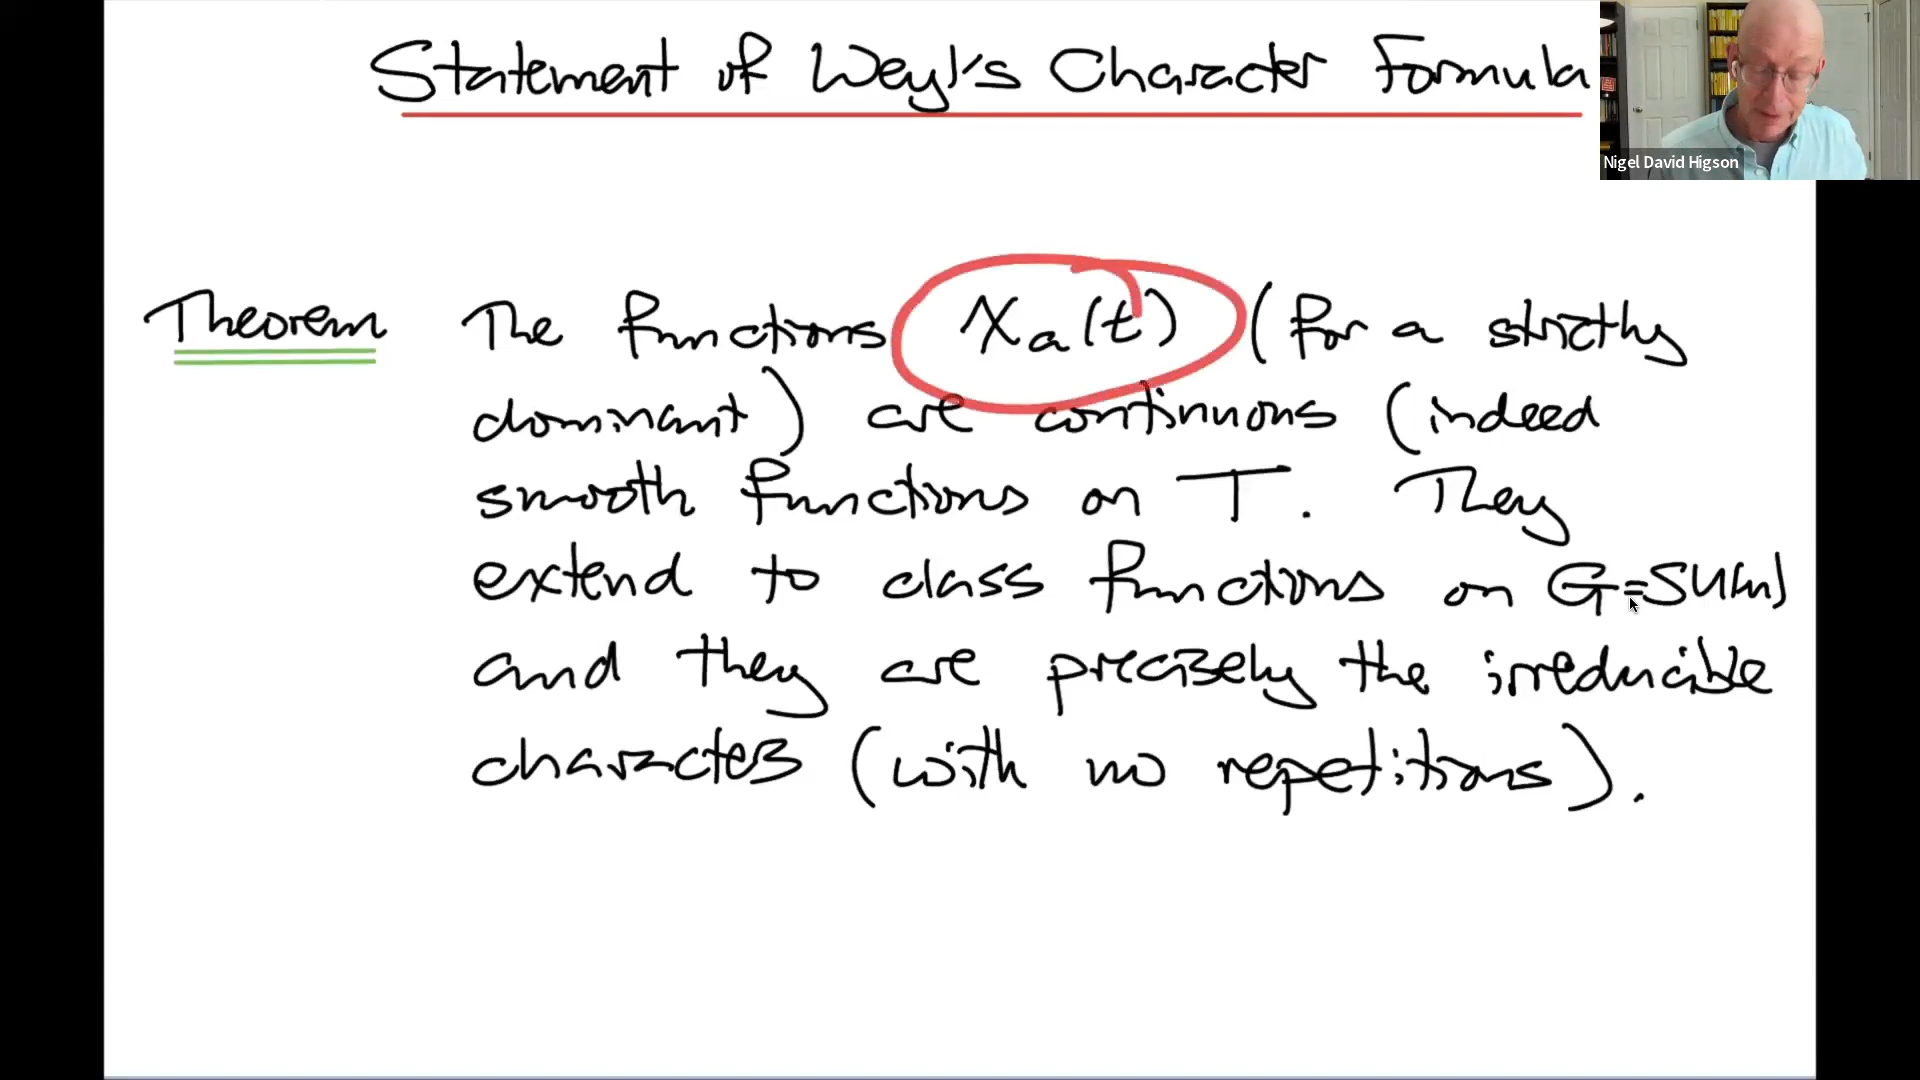 Statement of Weyl's Character Formula
Nigel David Higson
Theorem The functions χₐ(t) (for a strictly
dominant) are continuous (indeed
smooth functions on T. They
extend to class functions on G=SU(n)
and they are precisely the irreducible
characters (with no repetitions).